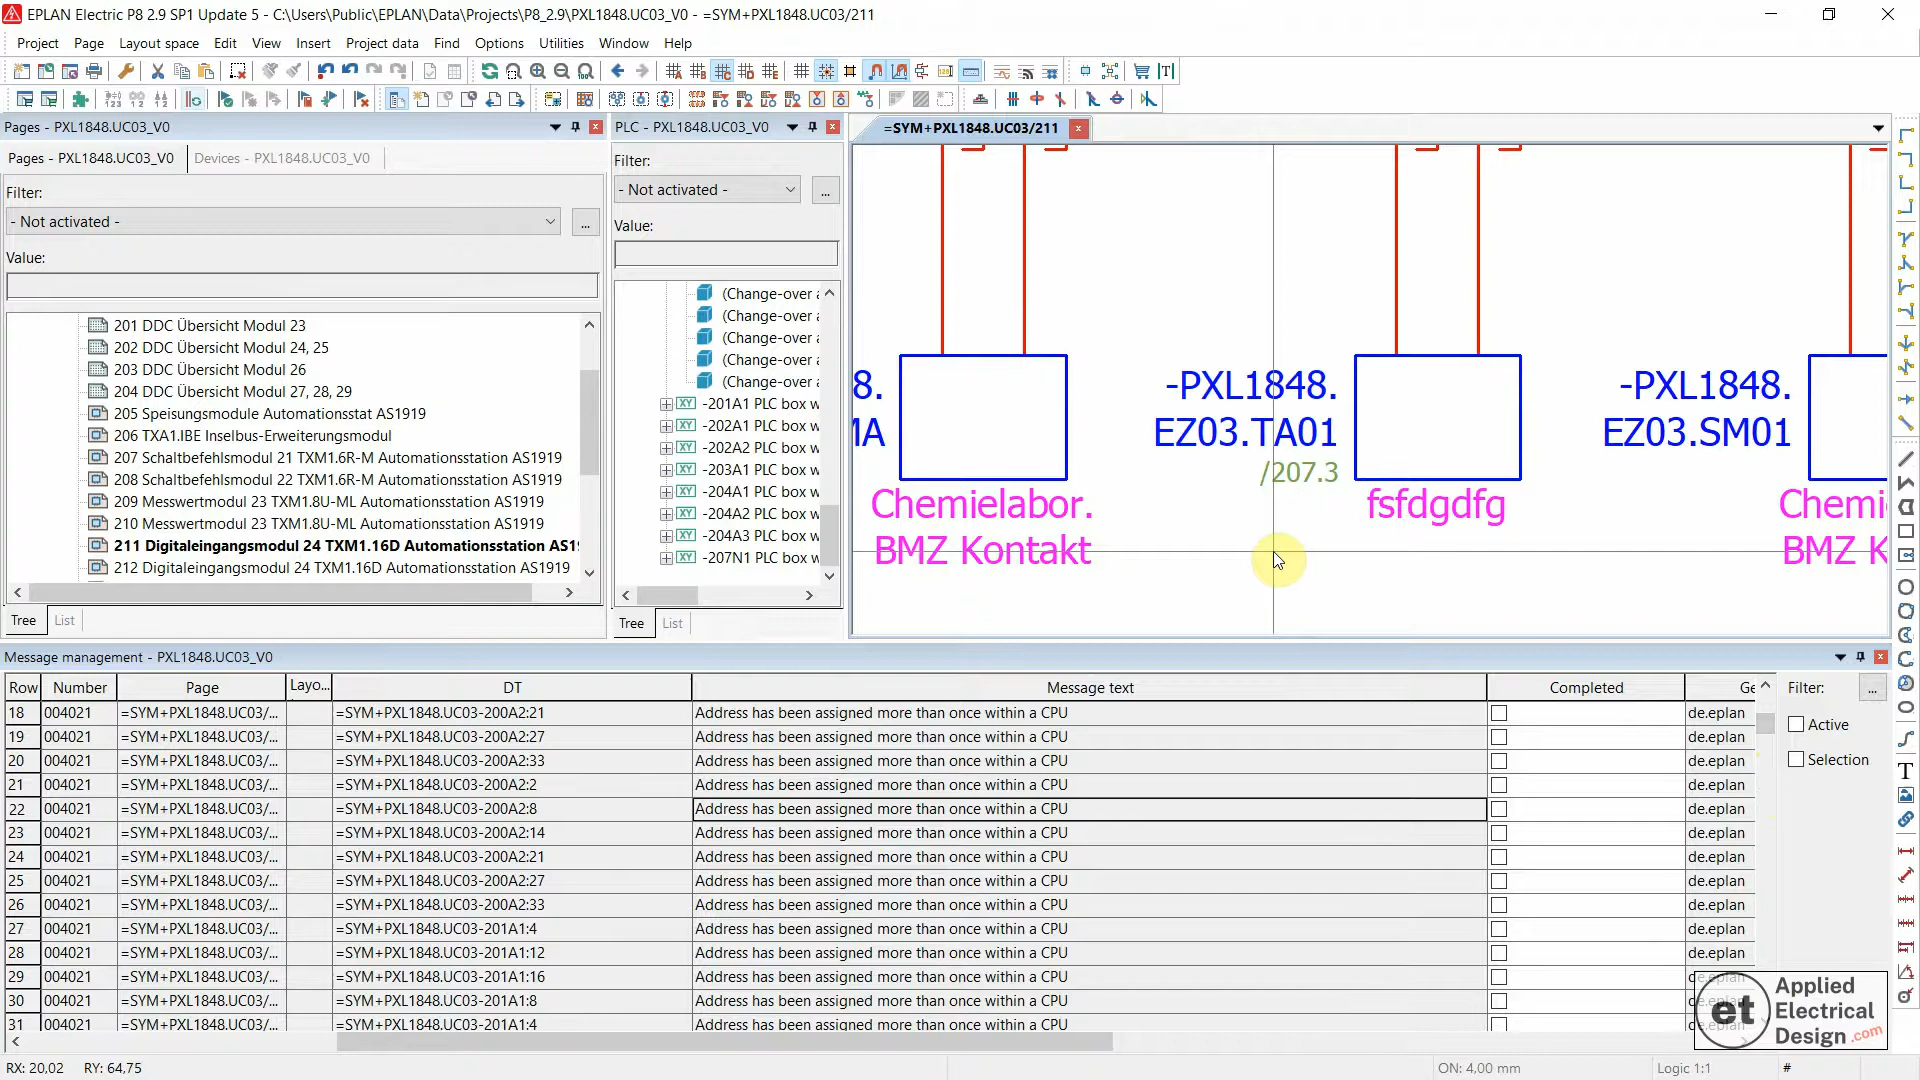 EPLAN Electric P8 2.9 SP1 Update 5 - C:\Users\Public\EPLAN\Data\Projects\P8_2.9\PXL1848.UC03_V0 - =SYM+PXL1848.UC03/211
Project Page Layout space Edit View Insert Project data Find Options Utilities Window Help
Pages - PXL1848.UC03_V0
Pages - PXL1848.UC03_V0 Devices - PXL1848.UC03_V0
Filter:
- Not activated - ...
Value:
201 DDC Übersicht Modul 23
202 DDC Übersicht Modul 24, 25
203 DDC Übersicht Modul 26
204 DDC Übersicht Modul 27, 28, 29
205 Speisungsmodule Automationsstat AS1919
206 TXA1.IBE Inselbus-Erweiterungsmodul
207 Schaltbefehlsmodul 21 TXM1.6R-M Automationsstation AS1919
208 Schaltbefehlsmodul 22 TXM1.6R-M Automationsstation AS1919
209 Messwertmodul 23 TXM1.8U-ML Automationsstation AS1919
210 Messwertmodul 23 TXM1.8U-ML Automationsstation AS1919
211 Digitaleingangsmodul 24 TXM1.16D Automationsstation AS1
212 Digitaleingangsmodul 24 TXM1.16D Automationsstation AS1919
Tree List
PLC - PXL1848.UC03_V0
Filter:
- Not activated - ...
Value:
(Change-over
(Change-over
(Change-over
(Change-over
(Change-over
-201A1 PLC box w
-202A1 PLC box w
-202A2 PLC box w
-203A1 PLC box w
-204A1 PLC box w
-204A2 PLC box w
-204A3 PLC box w
-207N1 PLC box w
Tree List
=SYM+PXL1848.UC03/211
8. -PXL1848. -PXL1848.
MA EZ03.TA01 EZ03.SM01
/207.3
Chemielabor. fsfdgdfg Chemi
BMZ Kontakt BMZ K
Message management - PXL1848.UC03_V0
Row Number Page Layo... DT Message text Completed Ge
18 004021 =SYM+PXL1848.UC03/... =SYM+PXL1848.UC03-200A2:21 Address has been assigned more than once within a CPU de.eplan
19 004021 =SYM+PXL1848.UC03/... =SYM+PXL1848.UC03-200A2:27 Address has been assigned more than once within a CPU de.eplan
20 004021 =SYM+PXL1848.UC03/... =SYM+PXL1848.UC03-200A2:33 Address has been assigned more than once within a CPU de.eplan
21 004021 =SYM+PXL1848.UC03/... =SYM+PXL1848.UC03-200A2:2 Address has been assigned more than once within a CPU de.eplan
22 004021 =SYM+PXL1848.UC03/... =SYM+PXL1848.UC03-200A2:8 Address has been assigned more than once within a CPU de.eplan
23 004021 =SYM+PXL1848.UC03/... =SYM+PXL1848.UC03-200A2:14 Address has been assigned more than once within a CPU de.eplan
24 004021 =SYM+PXL1848.UC03/... =SYM+PXL1848.UC03-200A2:21 Address has been assigned more than once within a CPU de.eplan
25 004021 =SYM+PXL1848.UC03/... =SYM+PXL1848.UC03-200A2:27 Address has been assigned more than once within a CPU de.eplan
26 004021 =SYM+PXL1848.UC03/... =SYM+PXL1848.UC03-200A2:33 Address has been assigned more than once within a CPU de.eplan
27 004021 =SYM+PXL1848.UC03/... =SYM+PXL1848.UC03-201A1:4 Address has been assigned more than once within a CPU de.eplan
28 004021 =SYM+PXL1848.UC03/... =SYM+PXL1848.UC03-201A1:12 Address has been assigned more than once within a CPU de.eplan
29 004021 =SYM+PXL1848.UC03/... =SYM+PXL1848.UC03-201A1:16 Address has been assigned more than once within a CPU
30 004021 =SYM+PXL1848.UC03/... =SYM+PXL1848.UC03-201A1:8 Address has been assigned more than once within a CPU
31 004021 =SYM+PXL1848.UC03/... =SYM+PXL1848.UC03-201A1:4 Address has been assigned more than once within a CPU
Filter: ...
Active
Selection
et Applied
Electrical
Design.com
RX: 20,02 RY: 64,75 ON: 4,00 mm Logic 1:1 #